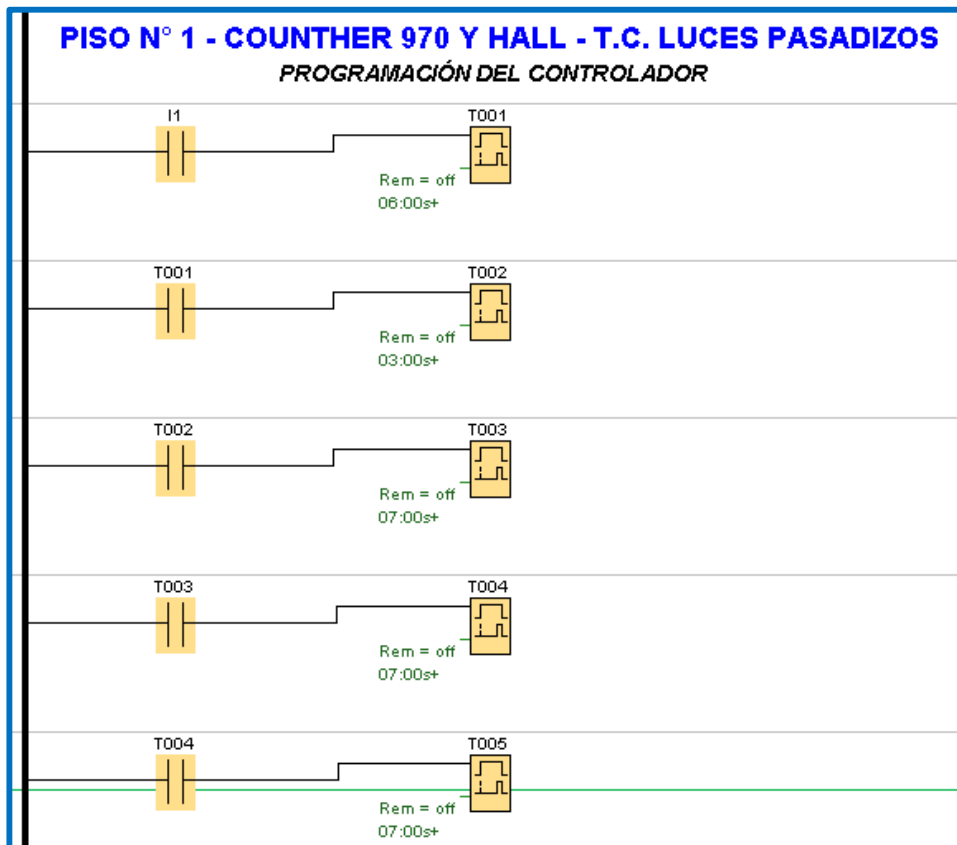 PISO N° 1 - COUNTHER 970 Y HALL - T.C. LUCES PASADIZOS
PROGRAMACIÓN DEL CONTROLADOR
I1
T001
Rem = off
06:00s+
T001
T002
Rem = off
03:00s+
T002
T003
Rem = off
07:00s+
T003
T004
Rem = off
07:00s+
T004
T005
Rem = off
07:00s+